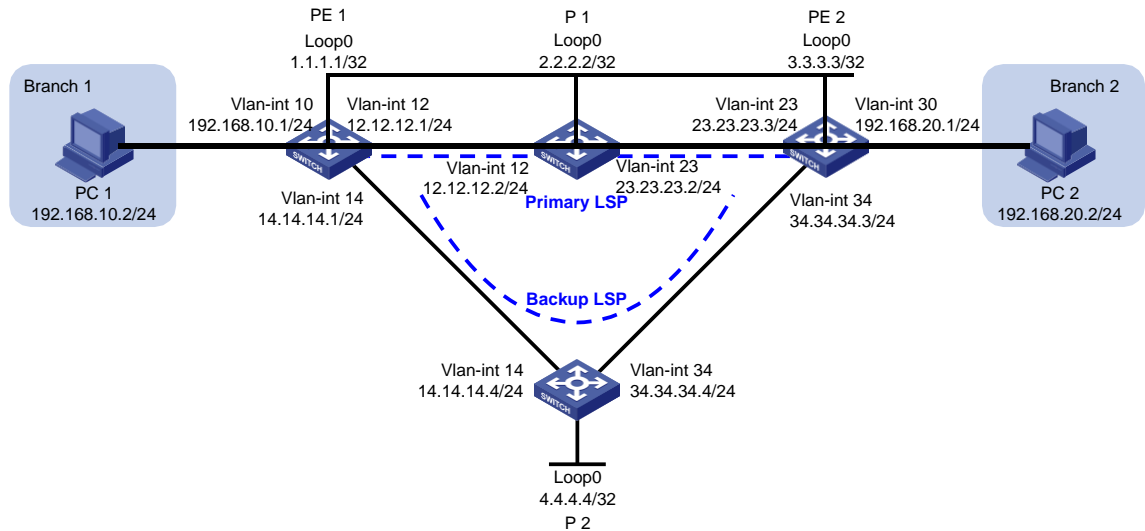 PE 1
Loop0
1.1.1.1/32
P 1
Loop0
2.2.2.2/32
PE 2
Loop0
3.3.3.3/32
Branch 1
PC 1
192.168.10.2/24
Vlan-int 10
192.168.10.1/24
Vlan-int 12
12.12.12.1/24
SWITCH
Vlan-int 14
14.14.14.1/24
Vlan-int 12
12.12.12.2/24
SWITCH
Vlan-int 23
23.23.23.2/24
Vlan-int 23
23.23.23.3/24
Vlan-int 30
192.168.20.1/24
SWITCH
Vlan-int 34
34.34.34.3/24
Branch 2
PC 2
192.168.20.2/24
Primary LSP
Backup LSP
Vlan-int 14
14.14.14.4/24
SWITCH
Vlan-int 34
34.34.34.4/24
Loop0
4.4.4.4/32
P 2